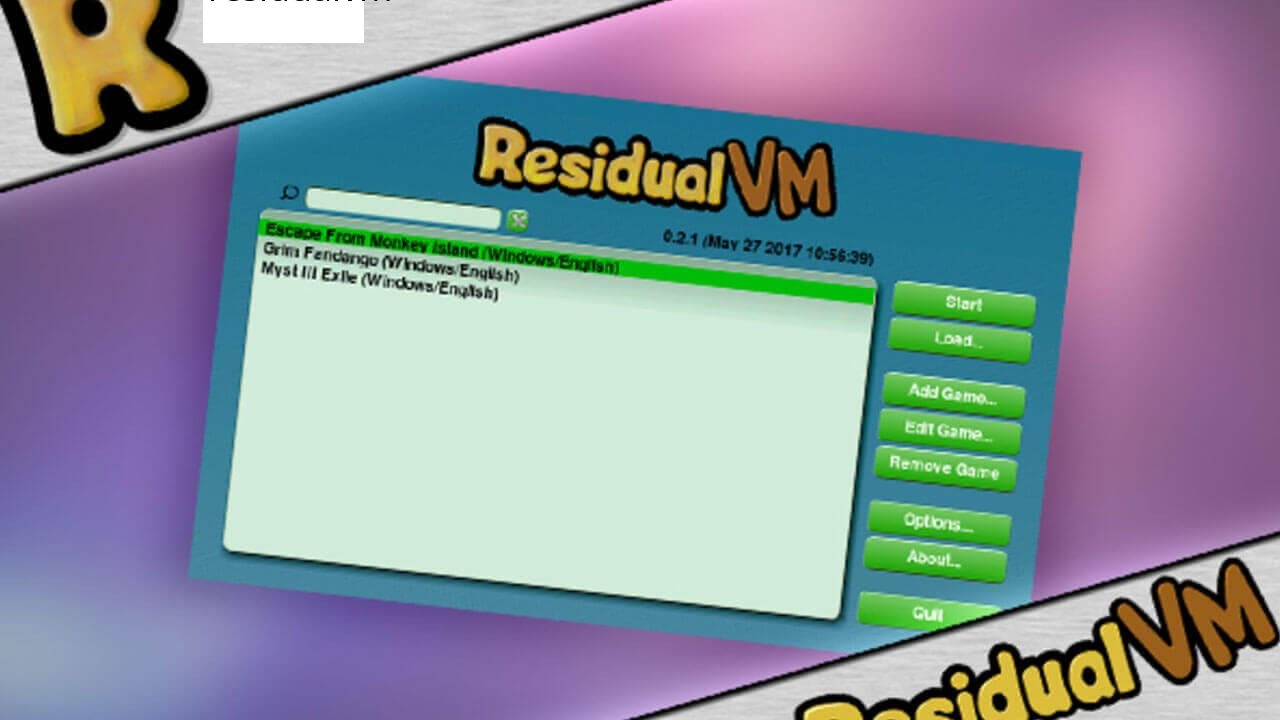 R
residualvm
ResidualVM
0.2.1 (May 27 2017 10:56:39)
Escape From Monkey Island (Windows/English)
Grim Fandango (Windows/English)
Myst III Exile (Windows/English)
Start
Load...
Add Game...
Edit Game...
Remove Game
Options...
About...
Quit
ResidualVM